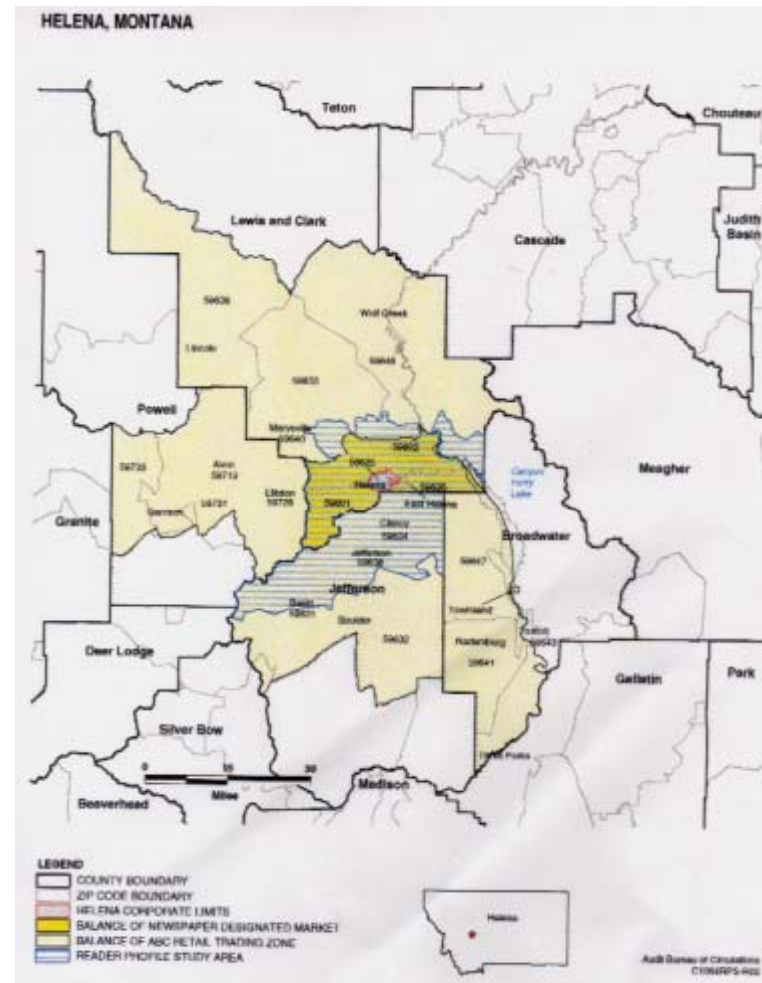 HELENA, MONTANA
Teton
Chouteau
Lewis and Clark
Judith
Basin
Cascade
Wolf Creek
Lincoln
59648
59633
Powell
Marysville
59640
59602
Meagher
Avon
59713
59733
59731
Garrison
Elliston
59728
59601
Helena
59635
East Helena
Canyon
Ferry
Lake
Granite
Clancy
59634
Broadwater
Jefferson
59638
59647
Jefferson
Basin
59631
Boulder
59632
Townsend
Toston
59643
Radersburg
59641
Deer Lodge
Gallatin
Park
Silver Bow
Three Forks
0 15 30
Miles
Madison
Beaverhead
LEGEND
COUNTY BOUNDARY
ZIP CODE BOUNDARY
HELENA CORPORATE LIMITS
BALANCE OF NEWSPAPER DESIGNATED MARKET
BALANCE OF ABC RETAIL TRADING ZONE
READER PROFILE STUDY AREA
Helena
Audit Bureau of Circulations